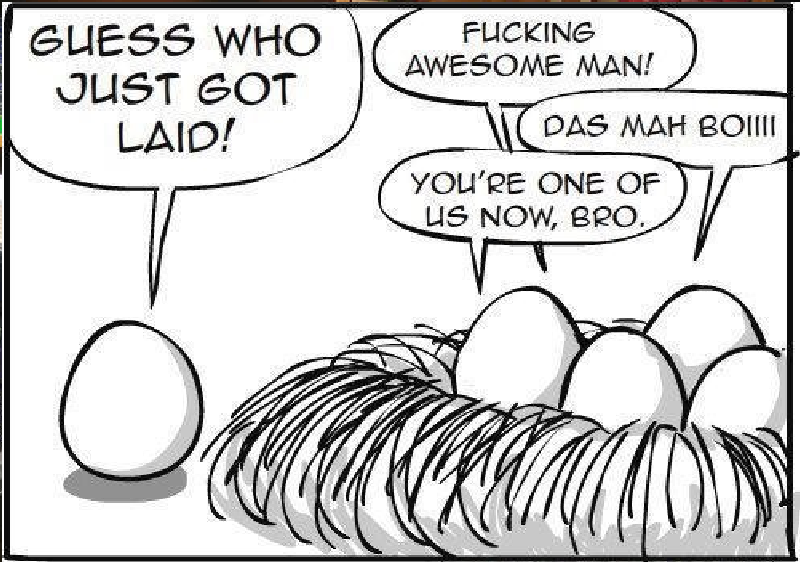 GUESS WHO
JUST GOT
LAID!
FUCKING
AWESOME MAN!
DAS MAH BOIIII
YOU'RE ONE OF
US NOW, BRO.